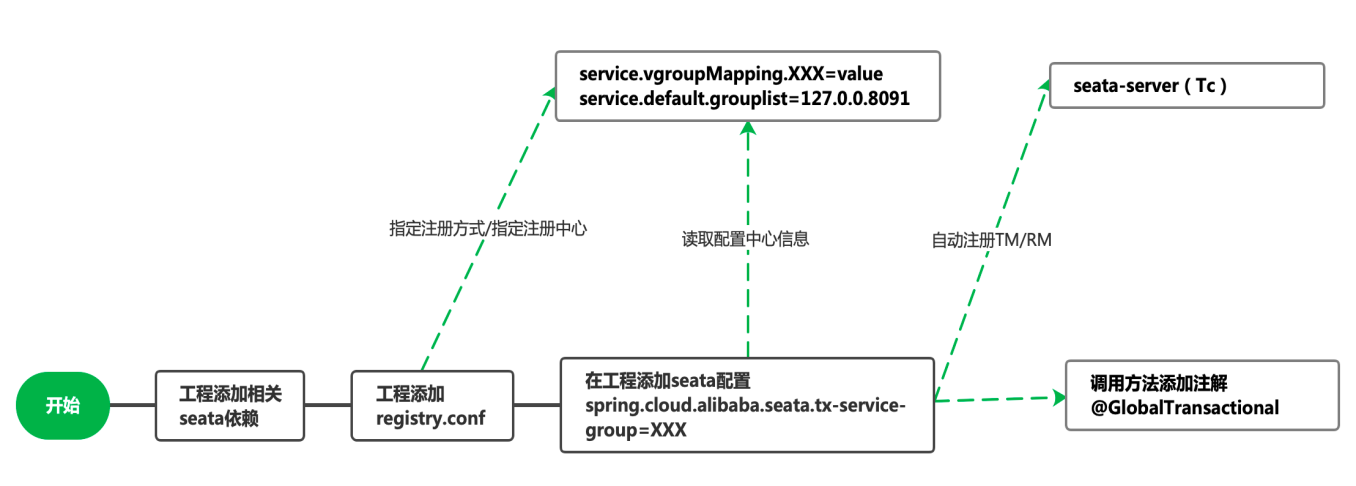 service.vgroupMapping.XXX=value
service.default.grouplist=127.0.0.8091
seata-server（Tc）
指定注册方式/指定注册中心
读取配置中心信息
自动注册TM/RM
开始
工程添加相关
seata依赖
工程添加
registry.conf
在工程添加seata配置
spring.cloud.alibaba.seata.tx-service-
group=XXX
调用方法添加注解
@GlobalTransactional